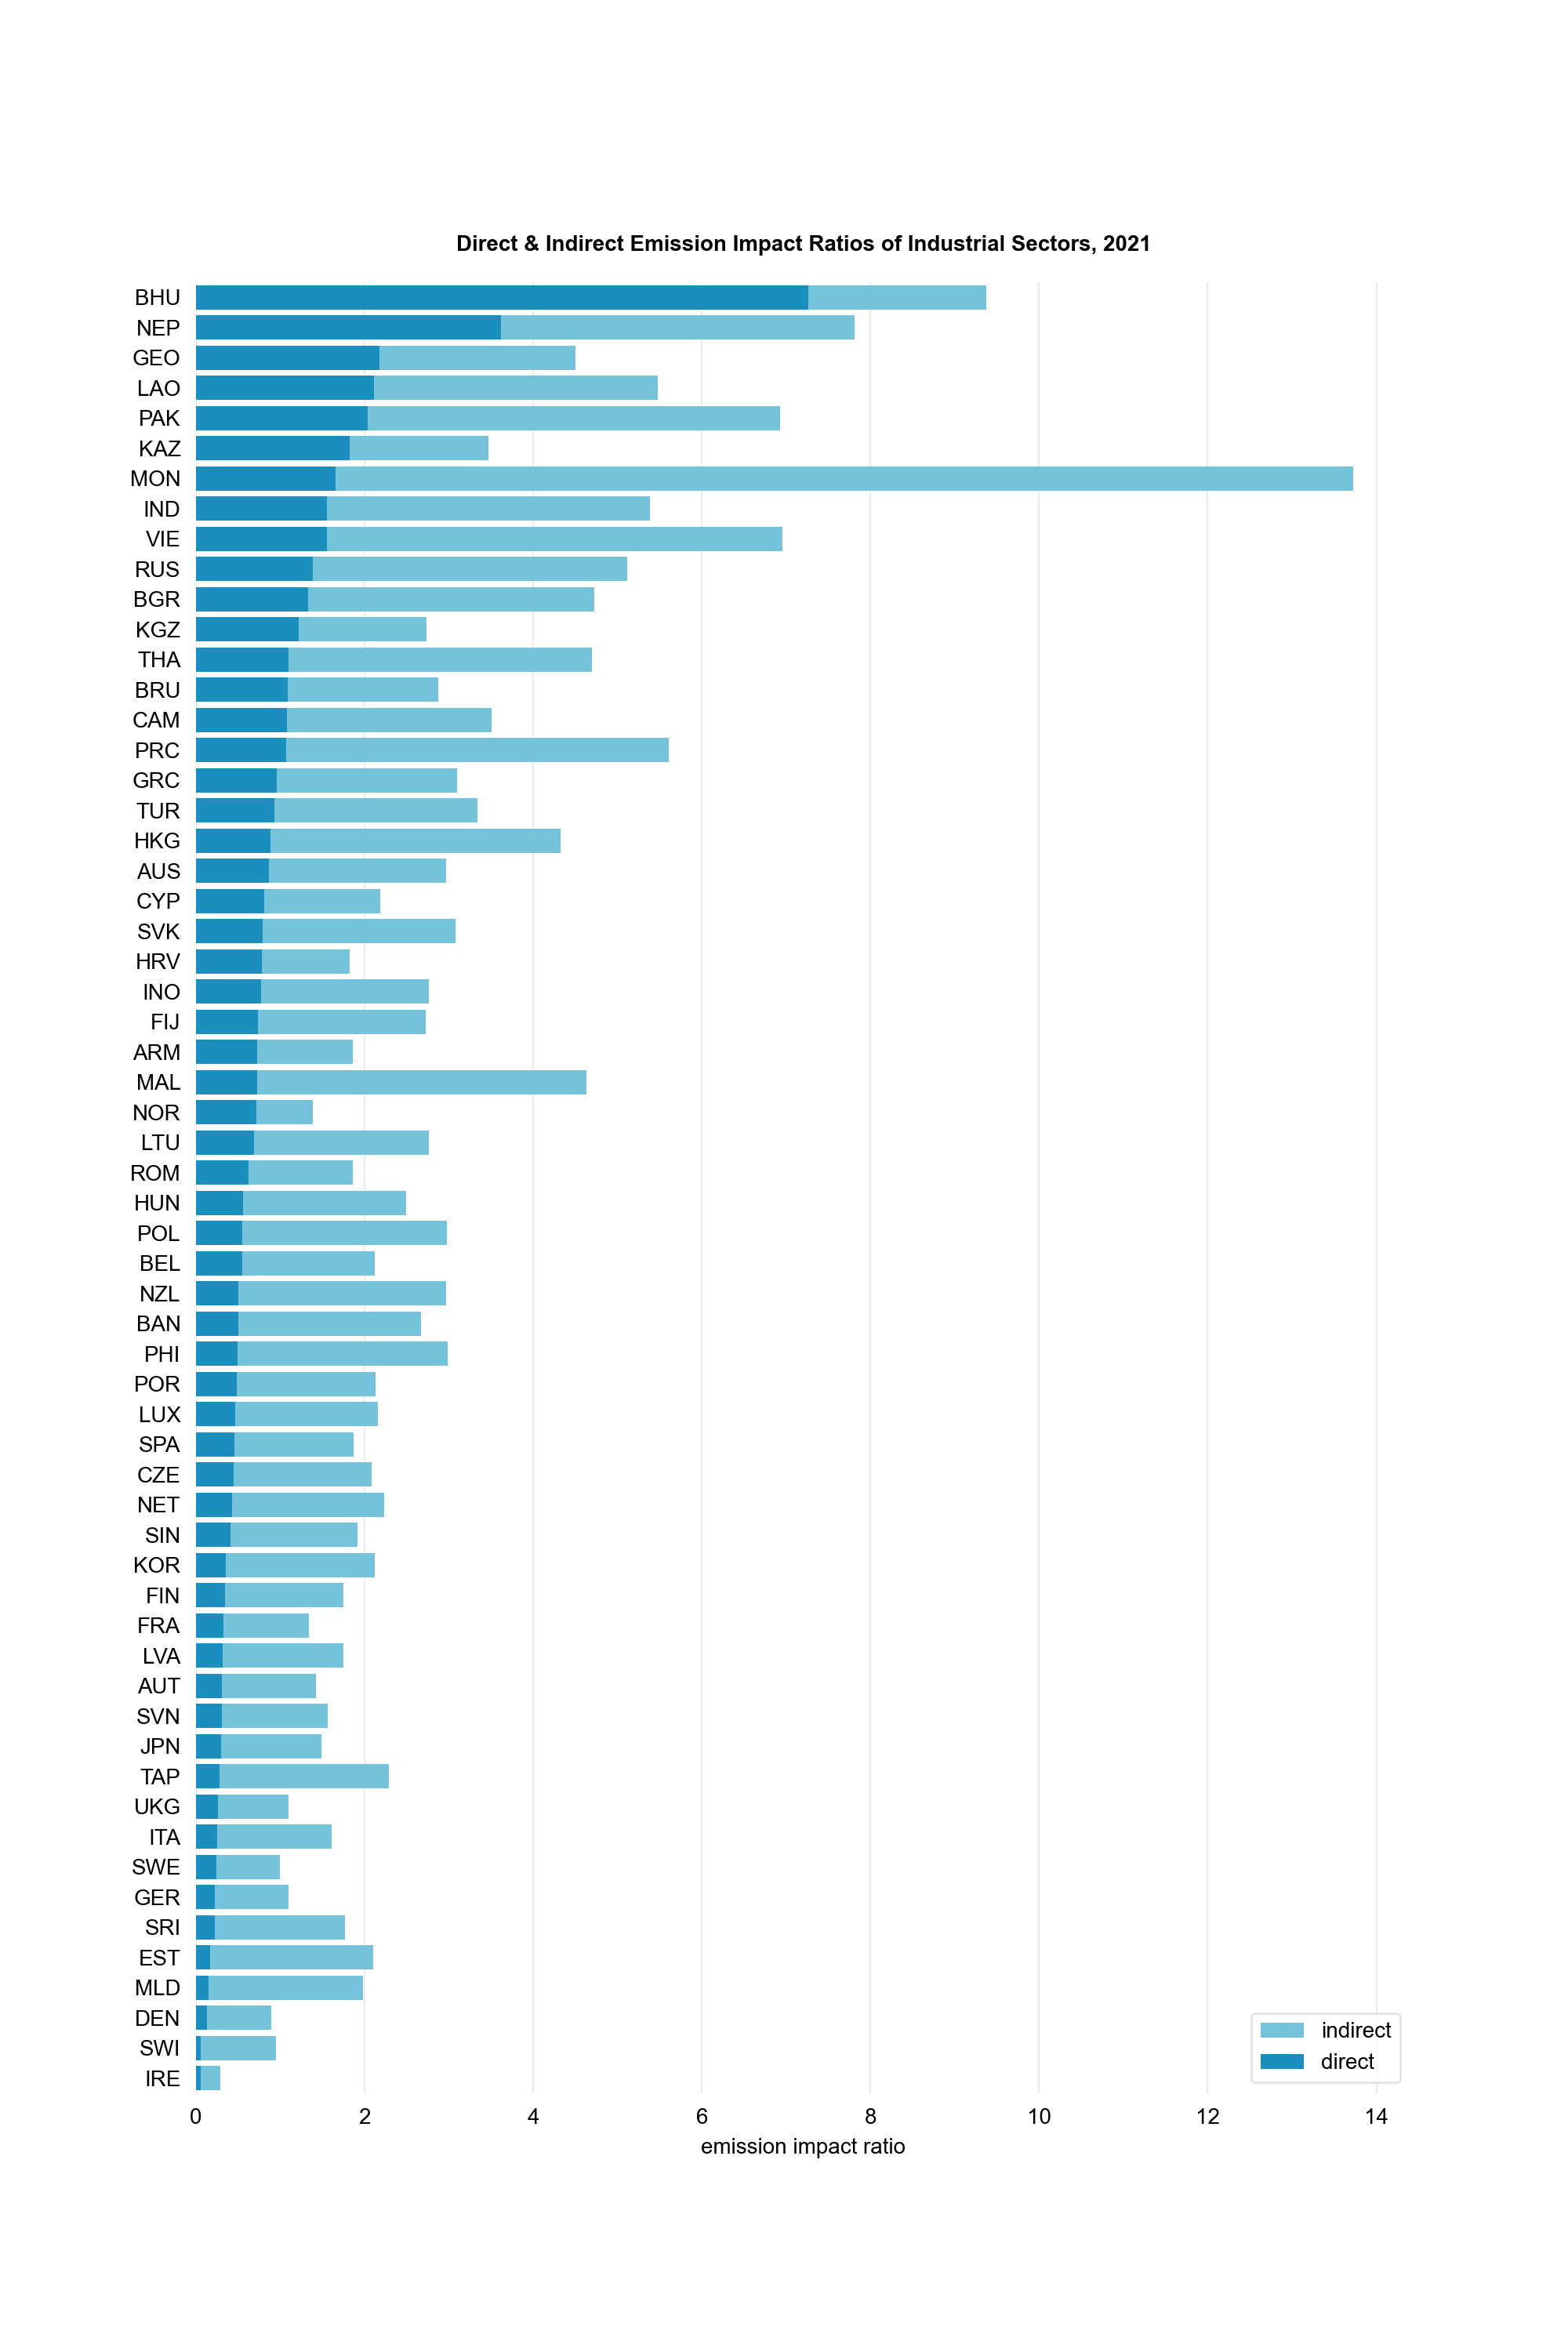 Direct & Indirect Emission Impact Ratios of Industrial Sectors, 2021
BHU
NEP
GEO
LAO
PAK
KAZ
MON
IND
VIE
RUS
BGR
KGZ
THA
BRU
CAM
PRC
GRC
TUR
HKG
AUS
CYP
SVK
HRV
INO
FIJ
ARM
MAL
NOR
LTU
ROM
HUN
POL
BEL
NZL
BAN
PHI
POR
LUX
SPA
CZE
NET
SIN
KOR
FIN
FRA
LVA
AUT
SVN
JPN
TAP
UKG
ITA
SWE
GER
SRI
EST
MLD
DEN
SWI
IRE
indirect
direct
0 2 4 6 8 10 12 14
emission impact ratio